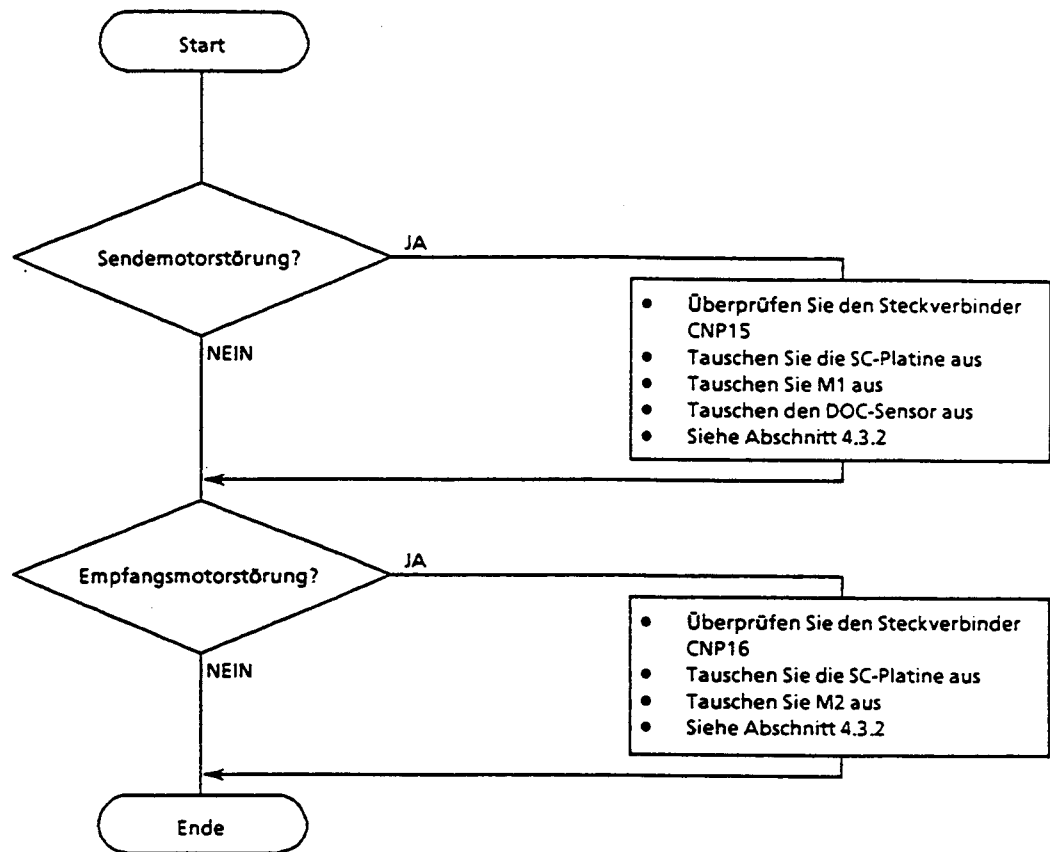 Start
Sendemotorstörung?
JA
● Überprüfen Sie den Steckverbinder
CNP15
● Tauschen Sie die SC-Platine aus
● Tauschen Sie M1 aus
● Tauschen den DOC-Sensor aus
● Siehe Abschnitt 4.3.2
NEIN
Empfangsmotorstörung?
JA
● Überprüfen Sie den Steckverbinder
CNP16
● Tauschen Sie die SC-Platine aus
● Tauschen Sie M2 aus
● Siehe Abschnitt 4.3.2
NEIN
Ende